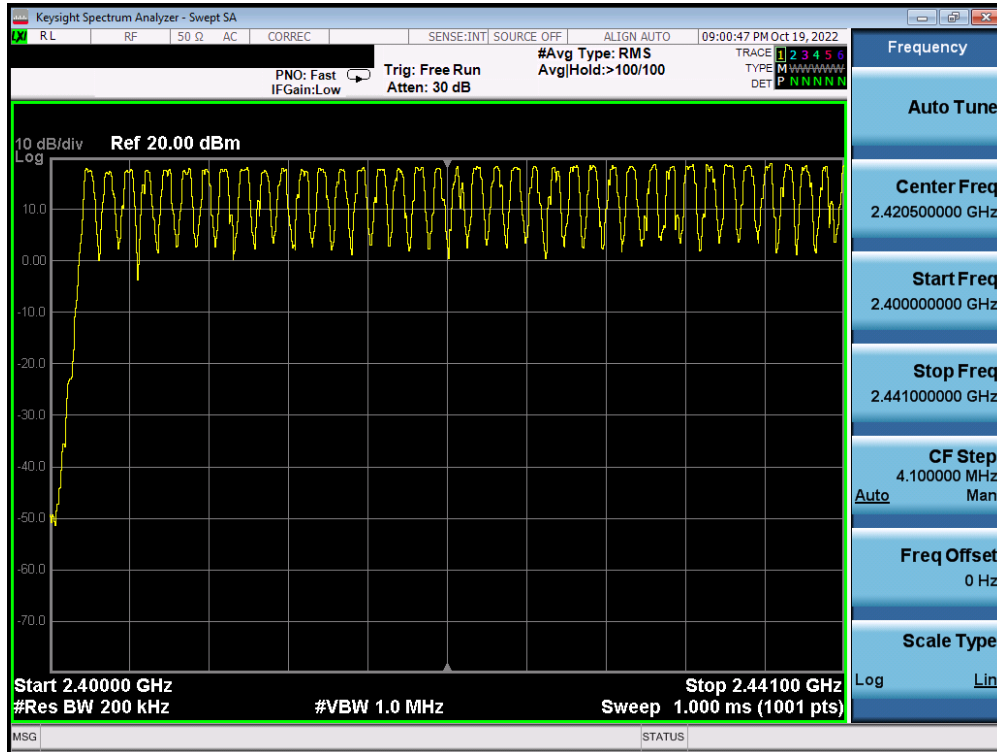 Keysight Spectrum Analyzer - Swept SA
LXI RL RF 50 Ω AC CORREC SENSE:INT SOURCE OFF ALIGN AUTO 09:00:47 PM Oct 19, 2022
PNO: Fast
IFGain:Low
Trig: Free Run
Atten: 30 dB
#Avg Type: RMS
Avg|Hold:>100/100
TRACE 1 2 3 4 5 6
TYPE M WWWWW
DET P N N N N N
10 dB/div Ref 20.00 dBm
Log
10.0
0.00
-10.0
-20.0
-30.0
-40.0
-50.0
-60.0
-70.0
Start 2.40000 GHz Stop 2.44100 GHz
#Res BW 200 kHz #VBW 1.0 MHz Sweep 1.000 ms (1001 pts)
MSG STATUS
Frequency
Auto Tune
Center Freq
2.420500000 GHz
Start Freq
2.400000000 GHz
Stop Freq
2.441000000 GHz
CF Step
4.100000 MHz
Auto Man
Freq Offset
0 Hz
Scale Type
Log Lin